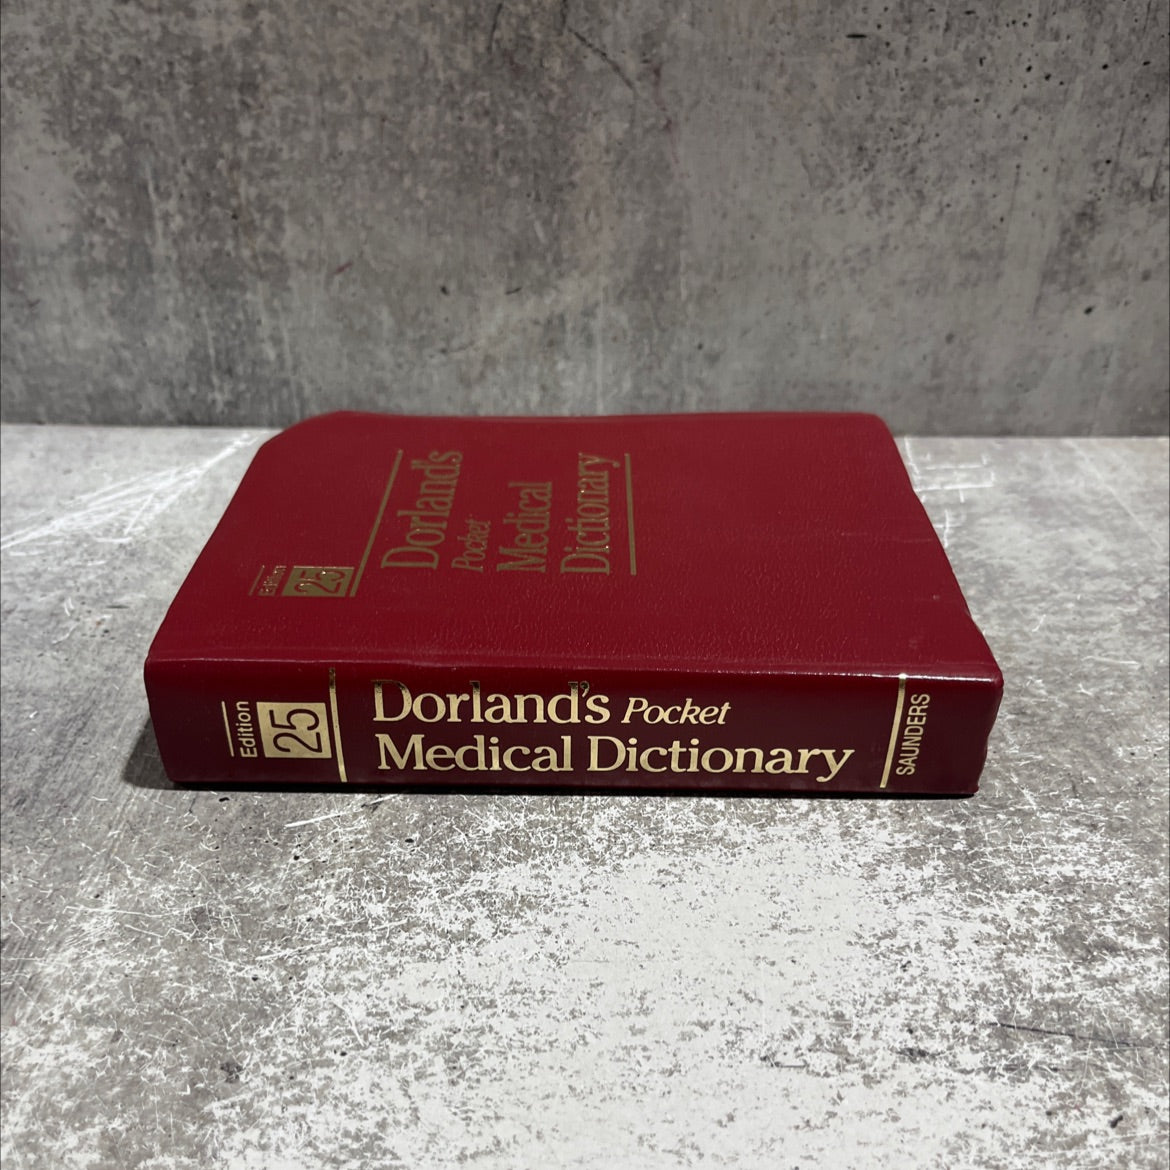 Edition
25
Dorland's
Pocket
Medical
Dictionary
Edition
25
Dorland's Pocket
Medical Dictionary
SAUNDERS